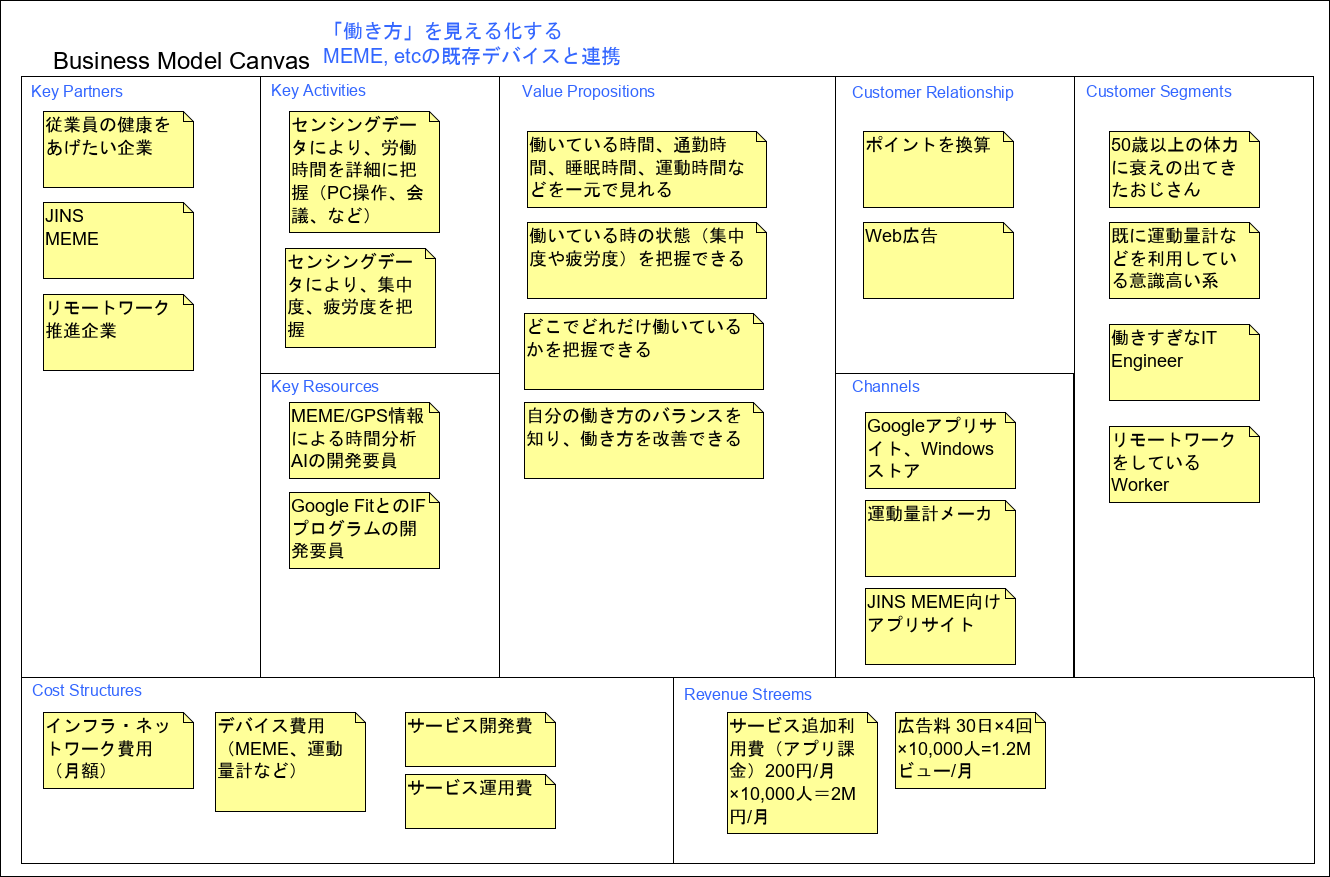 「働き方」を見える化する
MEME, etcの既存デバイスと連携
Business Model Canvas
Key Partners
従業員の健康を
あげたい企業
JINS
MEME
リモートワーク
推進企業
Key Activities
センシングデー
タにより、労働
時間を詳細に把
握（PC操作、会
議、など）
センシングデー
タにより、集中
度、疲労度を把
握
Key Resources
MEME/GPS情報
による時間分析
AIの開発要員
Google FitとのIF
プログラムの開
発要員
Value Propositions
働いている時間、通勤時
間、睡眠時間、運動時間な
どを一元で見れる
働いている時の状態（集中
度や疲労度）を把握できる
どこでどれだけ働いている
かを把握できる
自分の働き方のバランスを
知り、働き方を改善できる
Customer Relationship
ポイントを換算
Web広告
Channels
Googleアプリサ
イト、Windows
ストア
運動量計メーカ
JINS MEME向け
アプリサイト
Customer Segments
50歳以上の体力
に衰えの出てき
たおじさん
既に運動量計な
どを利用してい
る意識高い系
働きすぎなIT
Engineer
リモートワーク
をしている
Worker
Cost Structures
インフラ・ネッ
トワーク費用
（月額）
デバイス費用
（MEME、運動
量計など）
サービス開発費
サービス運用費
Revenue Streems
サービス追加利
用費（アプリ課
金）200円/月
×10,000人＝2M
円/月
広告料 30日×4回
×10,000人=1.2M
ビュー/月